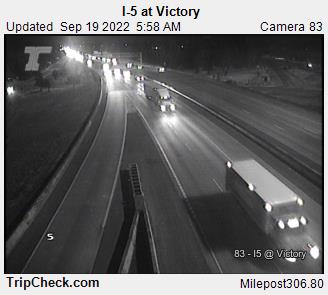 I-5 at Victory
Updated  Sep 19 2022  5:58 AM    Camera 83
T
S
83 - I5 @ Victory
TripCheck.com    Milepost306.80